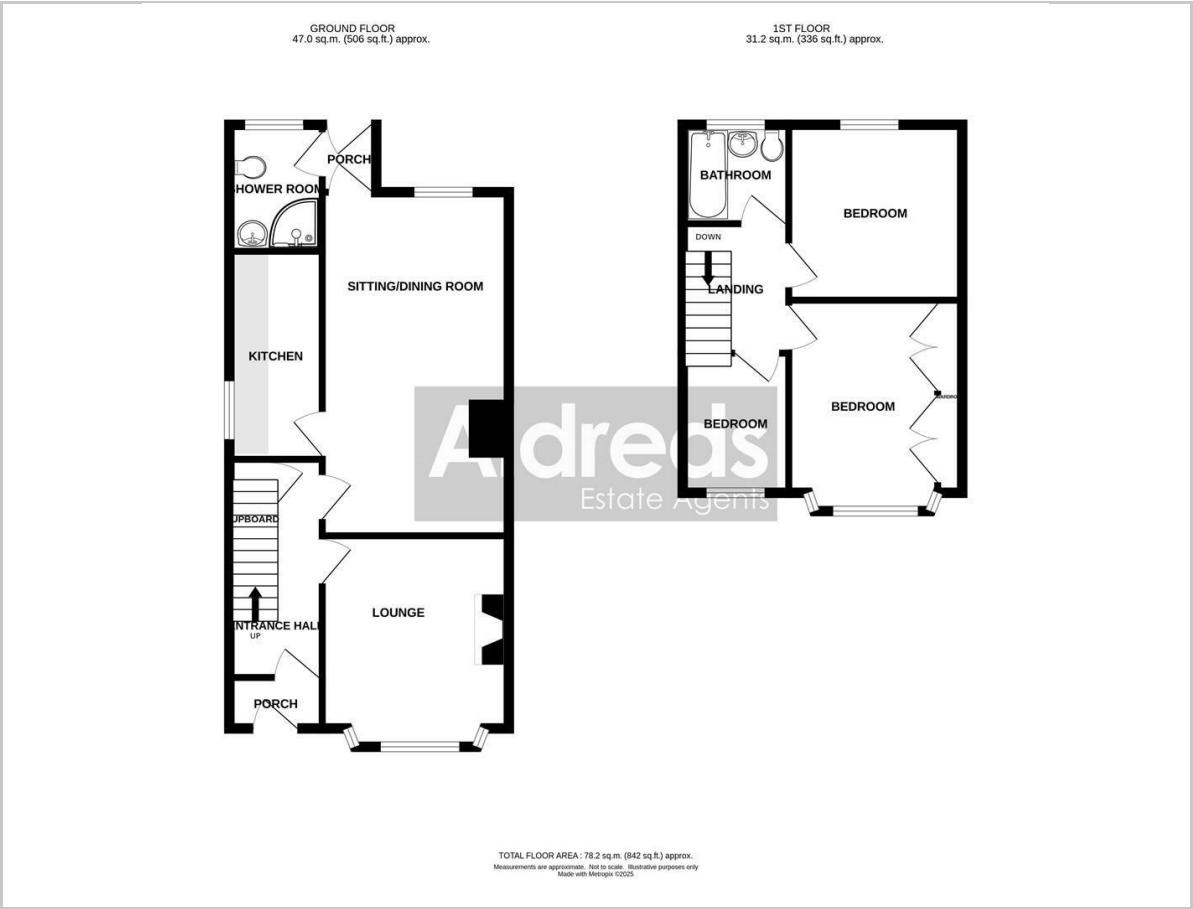 GROUND FLOOR
47.0 sq.m. (506 sq.ft.) approx.
1ST FLOOR
31.2 sq.m. (336 sq.ft.) approx.
PORCH
SHOWER ROOM
SITTING/DINING ROOM
KITCHEN
UPBOARD
LOUNGE
ENTRANCE HALL
UP
PORCH
BATHROOM
BEDROOM
DOWN
LANDING
BEDROOM
BEDROOM
Aldreds
Estate Agents
TOTAL FLOOR AREA : 78.2 sq.m. (842 sq.ft.) approx.
Measurements are approximate. Not to scale. Illustrative purposes only
Made with Metropix ©2025